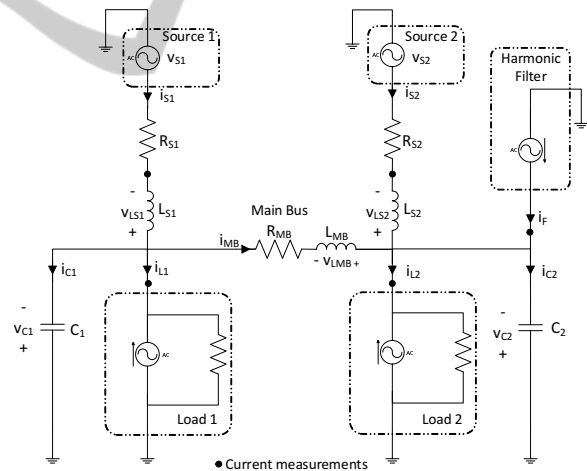 Source 1
AC
vS1
iS1
RS1
-
vLS1
+
LS1
Source 2
AC
vS2
iS2
RS2
-
vLS2
+
LS2
Harmonic
Filter
AC
iF
Main Bus
iMB
RMB
LMB
- vLMB +
iC1
iL1
-
vC1
+
C1
AC
Load 1
iL2
AC
Load 2
iC2
-
vC2
+
C2
Current measurements